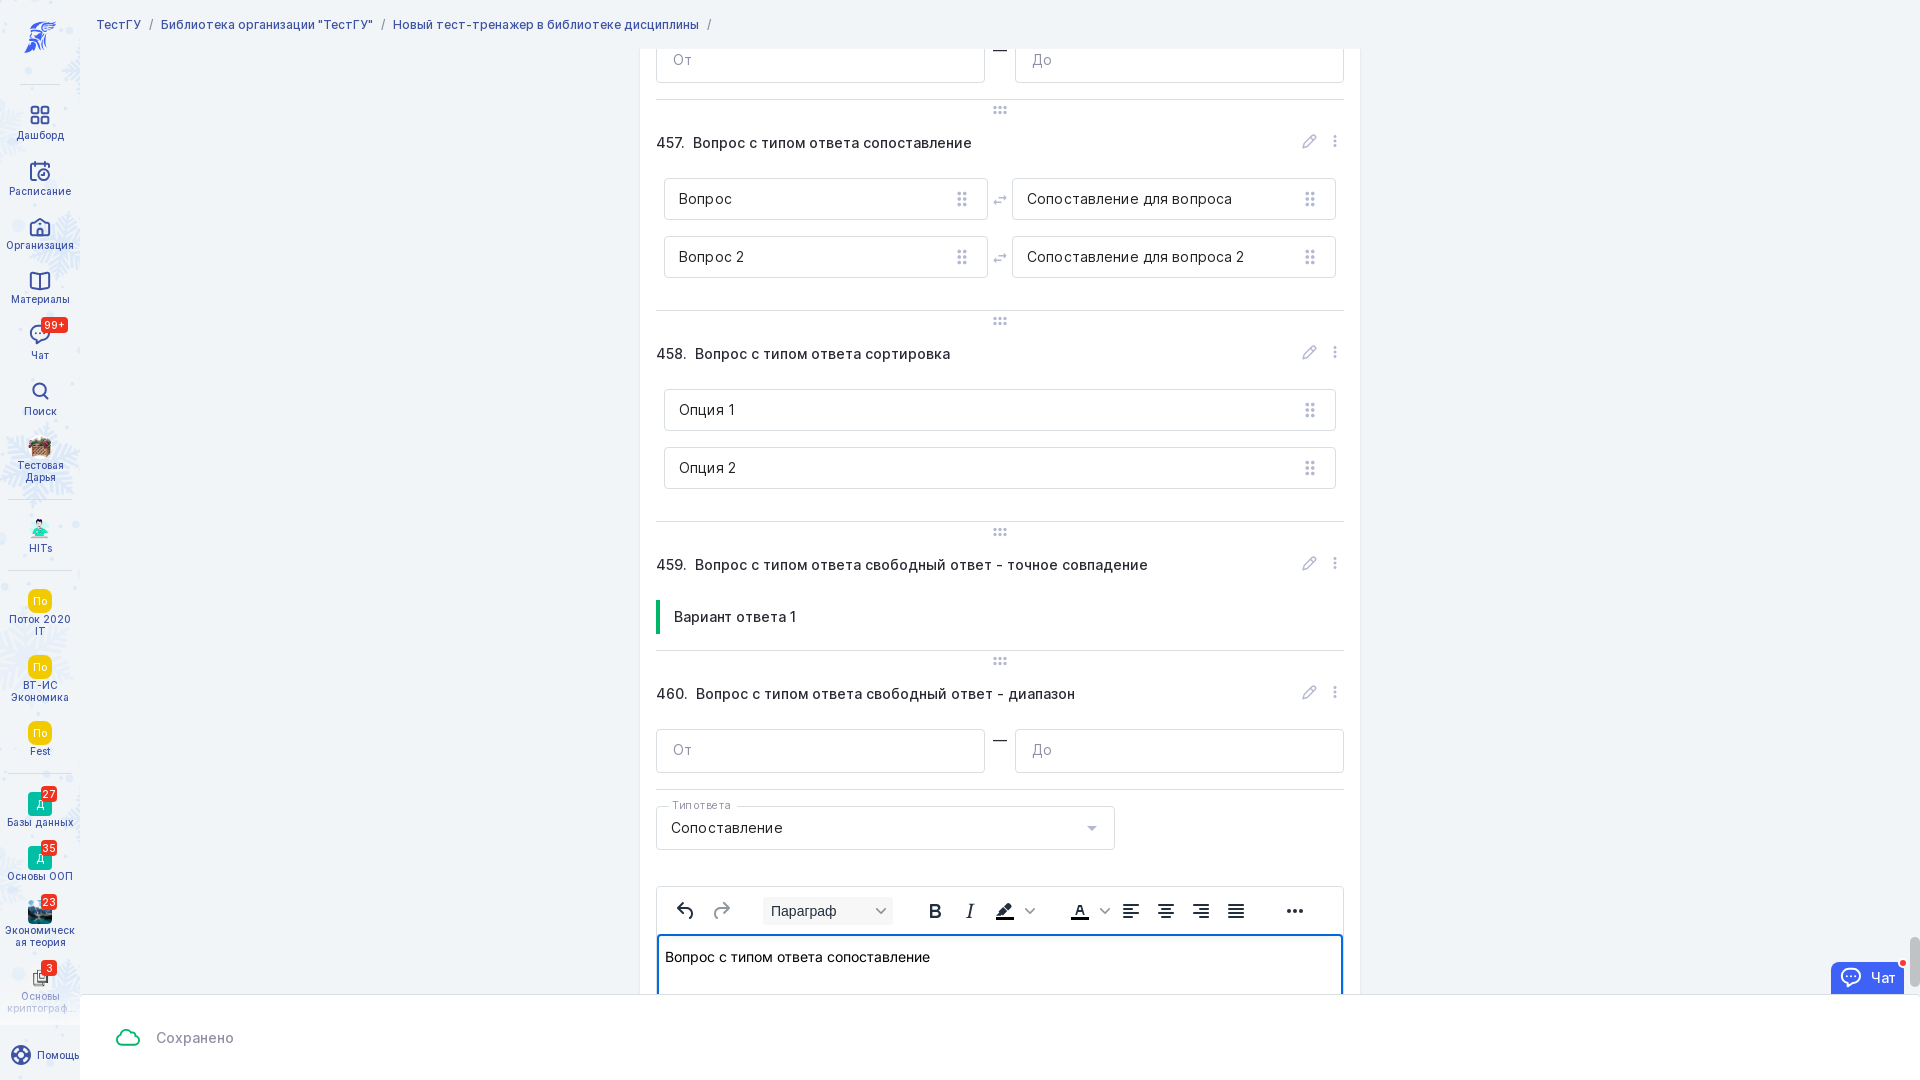 ТестГУ / Библиотека организации "ТестГУ" / Новый тест-тренажер в библиотеке дисциплины /
Дашборд
Расписание
Организация
Материалы
99+
Чат
Поиск
Тестовая
Дарья
HITs
По
Поток 2020
IT
По
ВТ-ИС
Экономика
По
Fest
27
Д
Базы данных
35
Д
Основы ООП
23
Экономическ
ая теория
3
Основы
криптограф...
Помощь
От — До
457. Вопрос с типом ответа сопоставление
Вопрос Сопоставление для вопроса
Вопрос 2 Сопоставление для вопроса 2
458. Вопрос с типом ответа сортировка
Опция 1
Опция 2
459. Вопрос с типом ответа свободный ответ - точное совпадение
Вариант ответа 1
460. Вопрос с типом ответа свободный ответ - диапазон
От — До
Тип ответа
Сопоставление
Параграф
Вопрос с типом ответа сопоставление
Чат
Сохранено